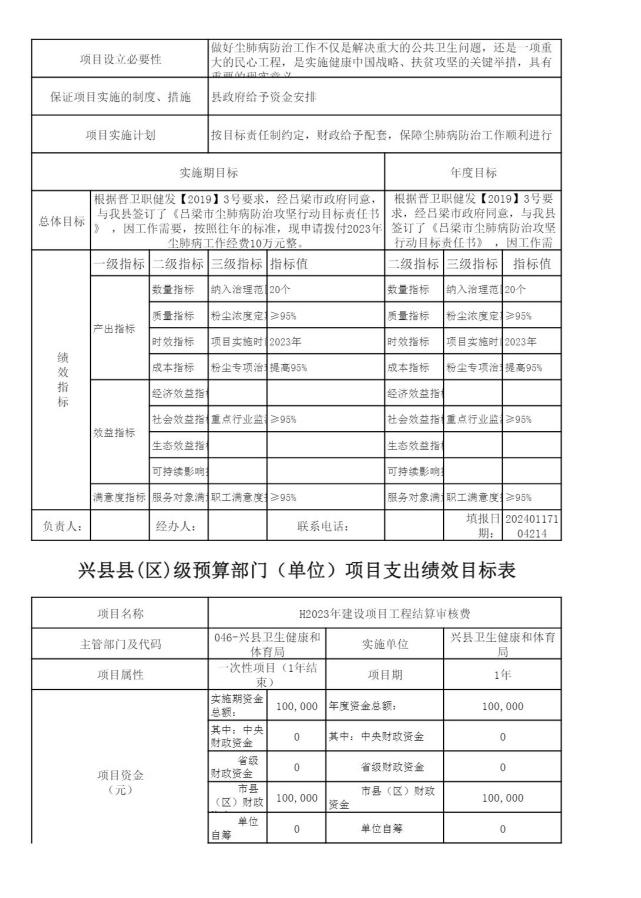 项目设立必要性
做好尘肺病防治工作不仅是解决重大的公共卫生问题，还是一项重
大的民心工程，是实施健康中国战略、扶贫攻坚的关键举措，具有
保证项目实施的制度、措施
县政府给予资金安排
项目实施计划
按目标责任制约定，财政给予配套，保障尘肺病防治工作顺利进行
实施期目标 年度目标
总体目标
根据晋卫职健发【2019】3号要求，经吕梁市政府同意，
与我县签订了《吕梁市尘肺病防治攻坚行动目标责任书
》，因工作需要，按照往年的标准，现申请拨付2023年
尘肺病工作经费10万元整。
根据晋卫职健发【2019】3号要
求，经吕梁市政府同意，与我县
签订了《吕梁市尘肺病防治攻坚
行动目标责任书》，因工作需
绩效指标
一级指标 二级指标 三级指标 指标值 二级指标 三级指标 指标值
产出指标
数量指标 纳入治理范 20个 数量指标 纳入治理范 20个
质量指标 粉尘浓度定 ≥95% 质量指标 粉尘浓度定 ≥95%
时效指标 项目实施时 2023年 时效指标 项目实施时 2023年
成本指标 粉尘专项治 提高95% 成本指标 粉尘专项治 提高95%
效益指标
经济效益指 经济效益指
社会效益指 重点行业监 ≥95% 社会效益指 重点行业监 ≥95%
生态效益指 生态效益指
可持续影响 可持续影响
满意度指标 服务对象满 职工满意度 ≥95% 服务对象满 职工满意度 ≥95%
负责人： 经办人： 联系电话：
填报日
期：
202401171
04214
兴县县(区)级预算部门（单位）项目支出绩效目标表
项目名称 H2023年建设项目工程结算审核费
主管部门及代码
046-兴县卫生健康和
体育局
实施单位
兴县卫生健康和体育
局
项目属性
一次性项目（1年结
束）
项目期 1年
项目资金
（元）
实施期资金
总额：
100,000 年度资金总额： 100,000
其中：中央
财政资金
0 其中：中央财政资金 0
省级
财政资金
0 省级财政资金 0
市县
（区）财政
100,000
市县（区）财政
资金
100,000
单位
自筹
0 单位自筹 0